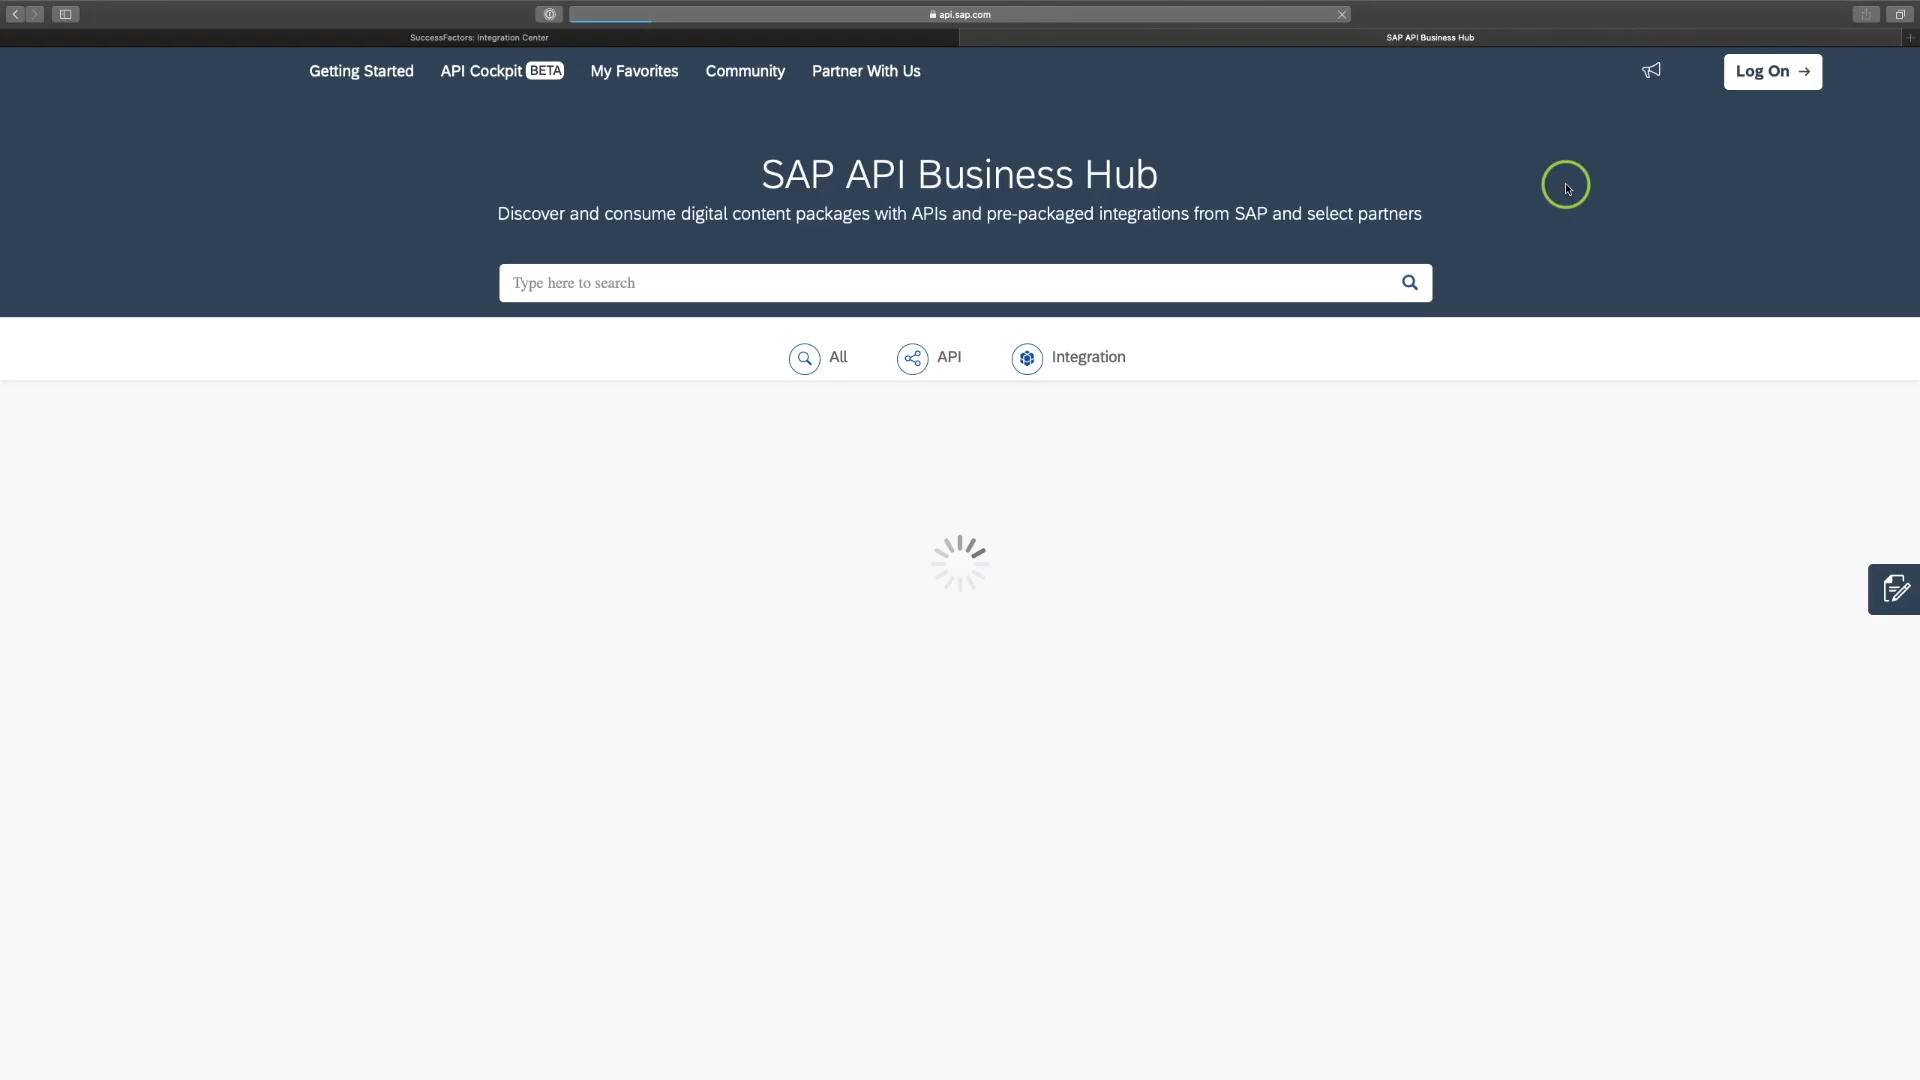 api.sap.com
SuccessFactors: Integration Center
SAP API Business Hub
Getting Started
API Cockpit BETA
My Favorites
Community
Partner With Us
Log On
SAP API Business Hub
Discover and consume digital content packages with APIs and pre-packaged integrations from SAP and select partners
Type here to search
All
API
Integration